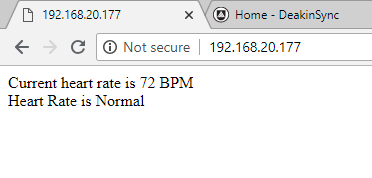 192.168.20.177
Home - DeakinSync
Not secure
192.168.20.177
Current heart rate is 72 BPM
Heart Rate is Normal